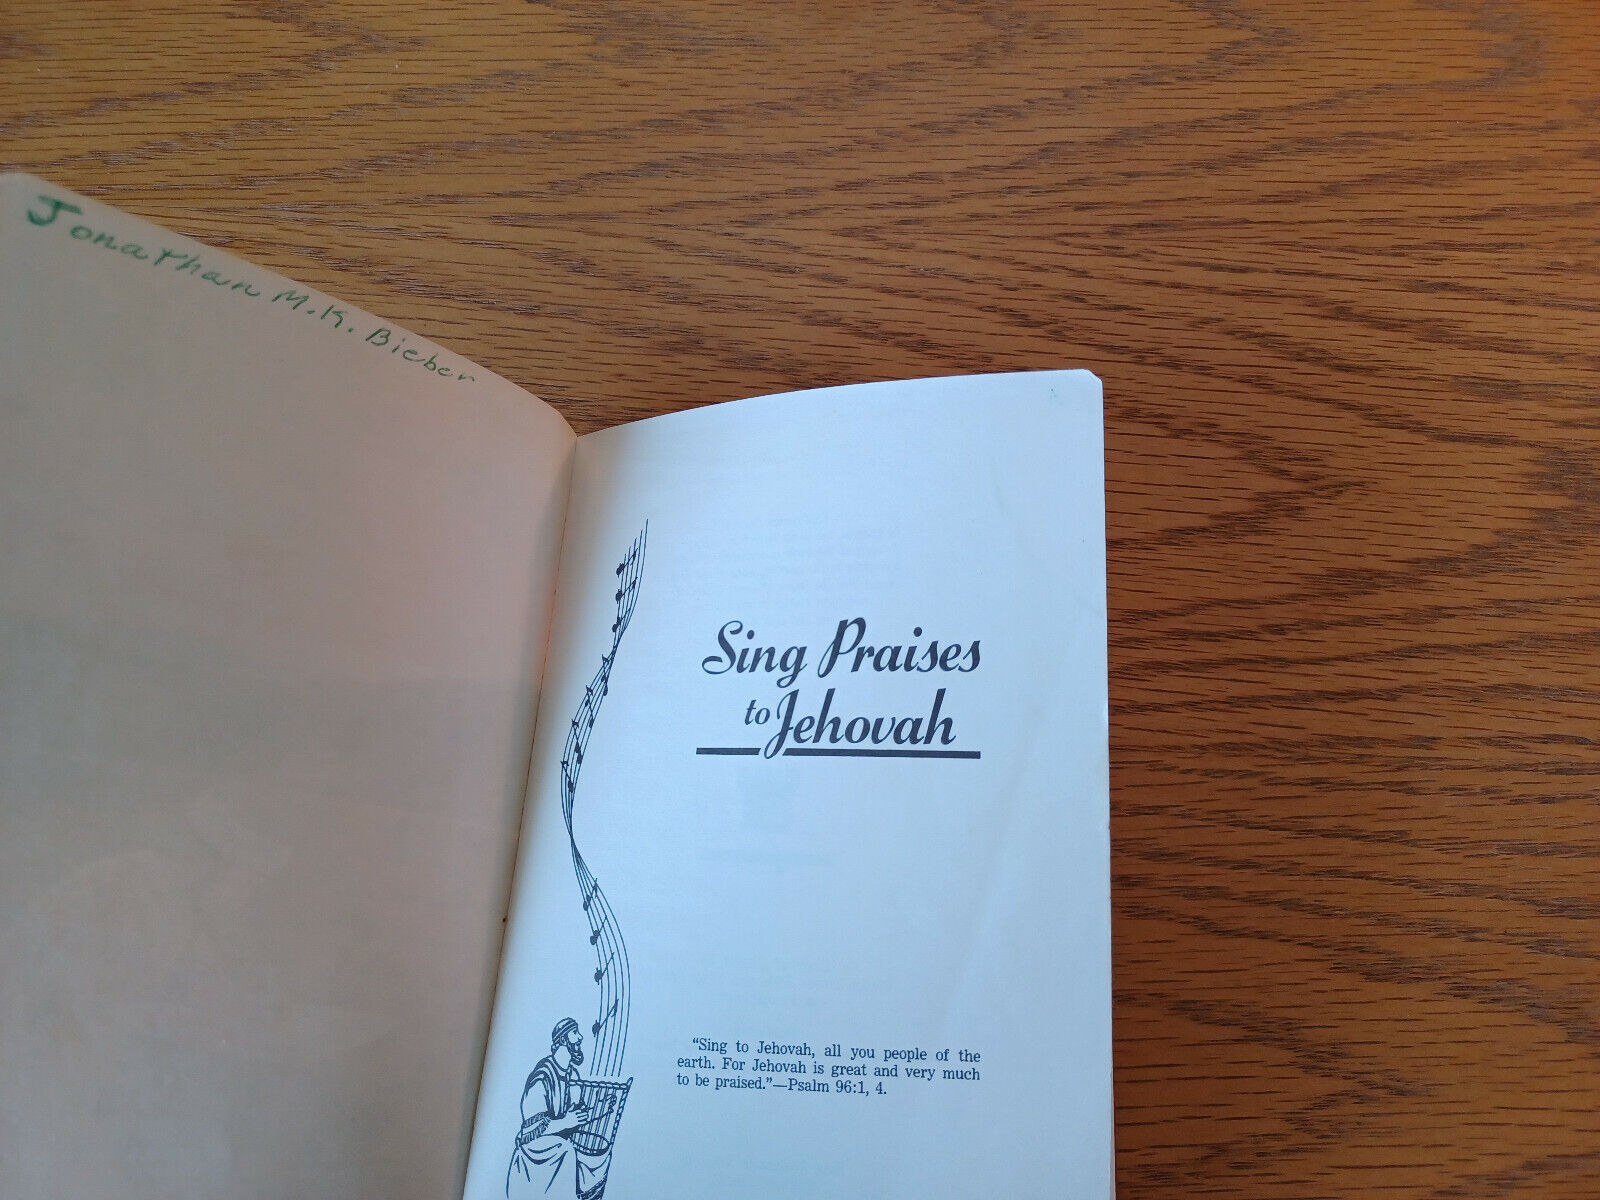 Jonathan M.K. Bieber
Sing Praises
to Jehovah
“Sing to Jehovah, all you people of the
earth. For Jehovah is great and very much
to be praised.”—Psalm 96:1, 4.